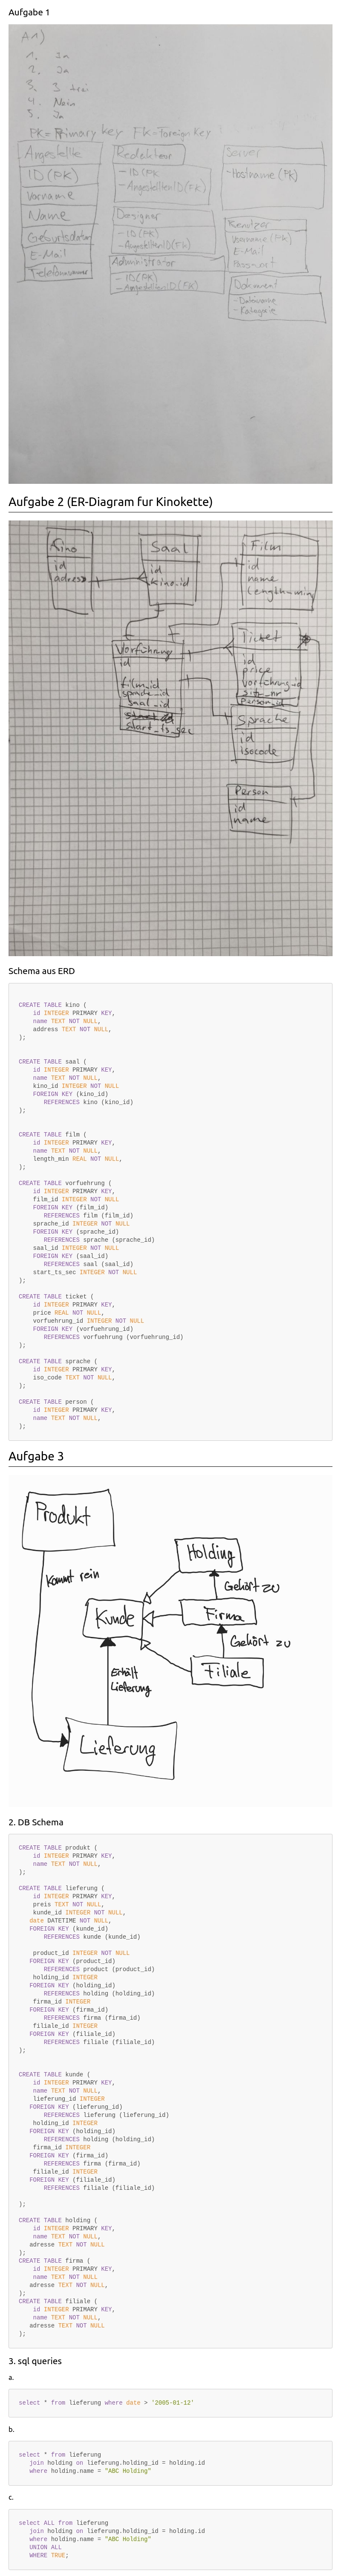 Aufgabe 1
A1)
1. Ja
2. Ja
3. 3
4. Nein
5. Ja
PK = Primary key FK = Foreign Key
Angestellte
ID (PK)
Vorname
Name
Geburtsdatum
E-Mail
Telefonnummer
Redakteur
- ID (PK)
- AngestelltenID (FK)
Designer
- ID (PK)
- AngestelltenID (FK)
Administrator
- ID (PK)
- AngestelltenID (FK)
Server
- Hostname (PK)
Benutzer
Username (PK)
E-Mail
Passwort
Dokument
- Dateiname
- Kategorie
Aufgabe 2 (ER-Diagram fur Kinokette)
Kino
id
adress
Saal
id
kino_id
Film
id
name
length_min
Vorführung
id
film_id
sprache_id
saal_id
start_ts_sec
Ticket
id
price
vorführung_id
sitz_nr
person_id
Sprache
id
isocode
Person
id
name
Schema aus ERD
CREATE TABLE kino (
id INTEGER PRIMARY KEY,
name TEXT NOT NULL,
address TEXT NOT NULL,
);
CREATE TABLE saal (
id INTEGER PRIMARY KEY,
name TEXT NOT NULL,
kino_id INTEGER NOT NULL
FOREIGN KEY (kino_id)
REFERENCES kino (kino_id)
);
CREATE TABLE film (
id INTEGER PRIMARY KEY,
name TEXT NOT NULL,
length_min REAL NOT NULL,
);
CREATE TABLE vorfuehrung (
id INTEGER PRIMARY KEY,
film_id INTEGER NOT NULL
FOREIGN KEY (film_id)
REFERENCES film (film_id)
sprache_id INTEGER NOT NULL
FOREIGN KEY (sprache_id)
REFERENCES sprache (sprache_id)
saal_id INTEGER NOT NULL
FOREIGN KEY (saal_id)
REFERENCES saal (saal_id)
start_ts_sec INTEGER NOT NULL
);
CREATE TABLE ticket (
id INTEGER PRIMARY KEY,
price REAL NOT NULL,
vorfuehrung_id INTEGER NOT NULL
FOREIGN KEY (vorfuehrung_id)
REFERENCES vorfuehrung (vorfuehrung_id)
);
CREATE TABLE sprache (
id INTEGER PRIMARY KEY,
iso_code TEXT NOT NULL,
);
CREATE TABLE person (
id INTEGER PRIMARY KEY,
name TEXT NOT NULL,
);
Aufgabe 3
Produkt
Kommt rein
Holding
Gehört zu
Kunde
Firma
Gehört zu
Filiale
Erhält
Lieferung
Lieferung
2. DB Schema
CREATE TABLE produkt (
id INTEGER PRIMARY KEY,
name TEXT NOT NULL,
);
CREATE TABLE lieferung (
id INTEGER PRIMARY KEY,
preis TEXT NOT NULL,
kunde_id INTEGER NOT NULL,
date DATETIME NOT NULL,
FOREIGN KEY (kunde_id)
REFERENCES kunde (kunde_id)
product_id INTEGER NOT NULL
FOREIGN KEY (product_id)
REFERENCES product (product_id)
holding_id INTEGER
FOREIGN KEY (holding_id)
REFERENCES holding (holding_id)
firma_id INTEGER
FOREIGN KEY (firma_id)
REFERENCES firma (firma_id)
filiale_id INTEGER
FOREIGN KEY (filiale_id)
REFERENCES filiale (filiale_id)
);
CREATE TABLE kunde (
id INTEGER PRIMARY KEY,
name TEXT NOT NULL,
lieferung_id INTEGER
FOREIGN KEY (lieferung_id)
REFERENCES lieferung (lieferung_id)
holding_id INTEGER
FOREIGN KEY (holding_id)
REFERENCES holding (holding_id)
firma_id INTEGER
FOREIGN KEY (firma_id)
REFERENCES firma (firma_id)
filiale_id INTEGER
FOREIGN KEY (filiale_id)
REFERENCES filiale (filiale_id)
);
CREATE TABLE holding (
id INTEGER PRIMARY KEY,
name TEXT NOT NULL,
adresse TEXT NOT NULL
);
CREATE TABLE firma (
id INTEGER PRIMARY KEY,
name TEXT NOT NULL
adresse TEXT NOT NULL,
);
CREATE TABLE filiale (
id INTEGER PRIMARY KEY,
name TEXT NOT NULL,
adresse TEXT NOT NULL
);
3. sql queries
a.
select * from lieferung where date > '2005-01-12'
b.
select * from lieferung
join holding on lieferung.holding_id = holding.id
where holding.name = "ABC Holding"
c.
select ALL from lieferung
join holding on lieferung.holding_id = holding.id
where holding.name = "ABC Holding"
UNION ALL
WHERE TRUE;